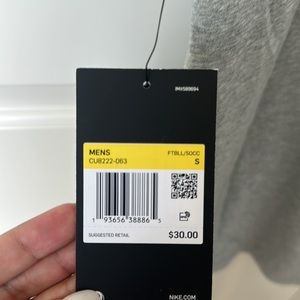 MENS
FTBLL/SOCC
CU8222-063
S
1 93656 38886 5
SUGGESTED RETAIL
$30.00
NIKE.COM